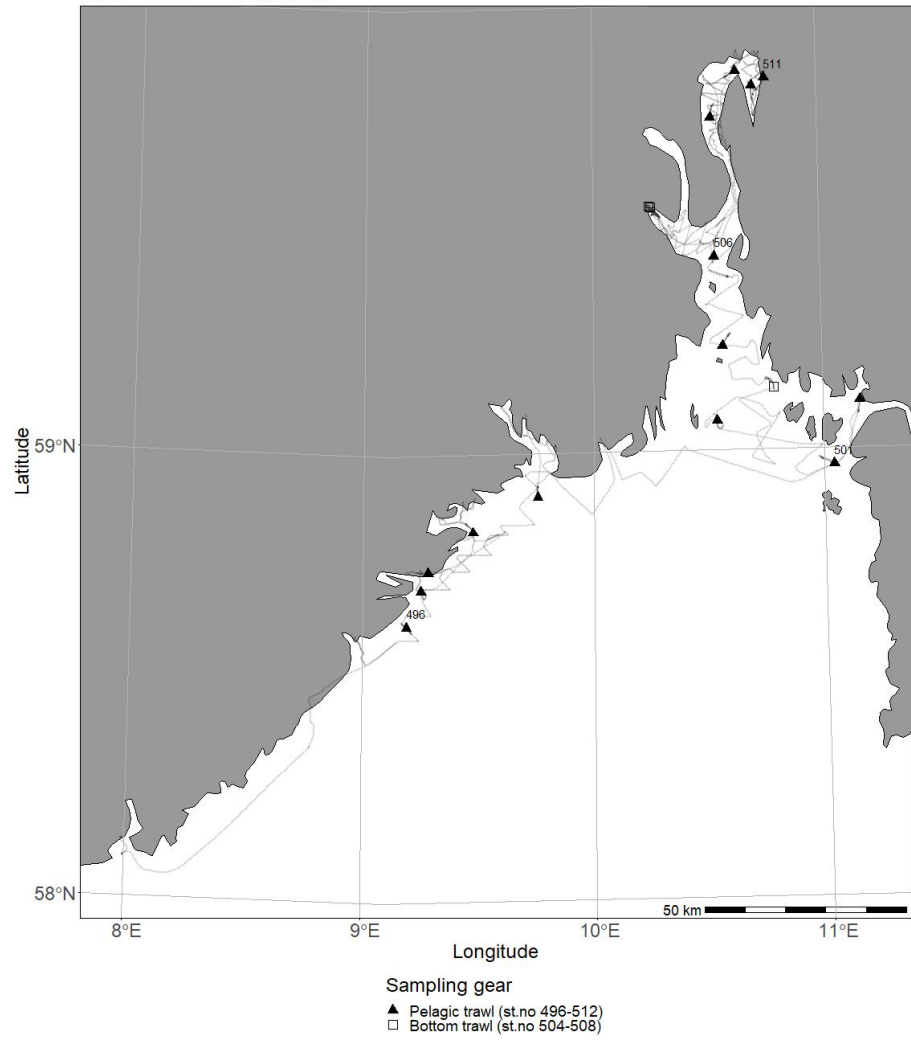 511
506
59°N
501
496
58°N
50 km
8°E
9°E
10°E
11°E
Latitude
Longitude
Sampling gear
Pelagic trawl (st.no 496-512)
Bottom trawl (st.no 504-508)